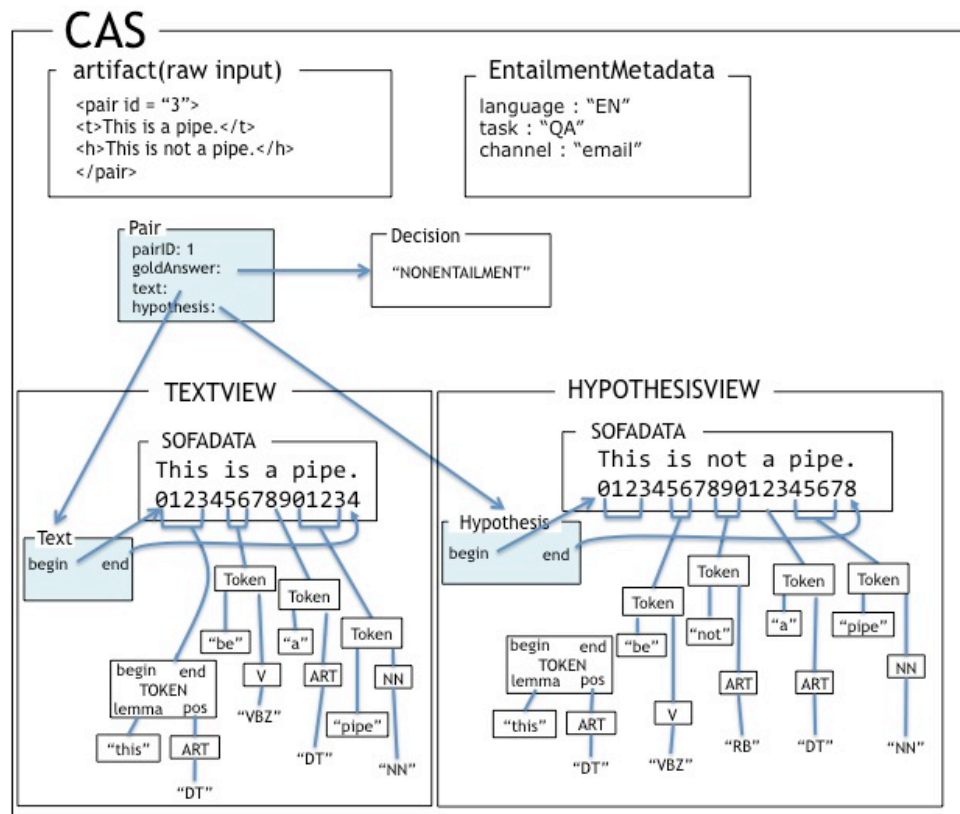 CAS
artifact(raw input)
<pair id = “3”>
<t>This is a pipe.</t>
<h>This is not a pipe.</h>
</pair>
EntailmentMetadata
language : “EN”
task : “QA”
channel : “email”
Pair
pairID: 1
goldAnswer:
text:
hypothesis:
Decision
“NONENTAILMENT”
TEXTVIEW
SOFADATA
This is a pipe.
012345678901234
Text
begin end
Token
“be”
V
“VBZ”
Token
“a”
ART
“DT”
Token
“pipe”
NN
“NN”
begin end
TOKEN
lemma pos
“this”
ART
“DT”
HYPOTHESISVIEW
SOFADATA
This is not a pipe.
0123456789012345678
Hypothesis
begin end
begin end
TOKEN
lemma pos
“this”
ART
“DT”
Token
“be”
V
“VBZ”
Token
“not”
ART
“RB”
Token
“a”
ART
“DT”
Token
“pipe”
NN
“NN”